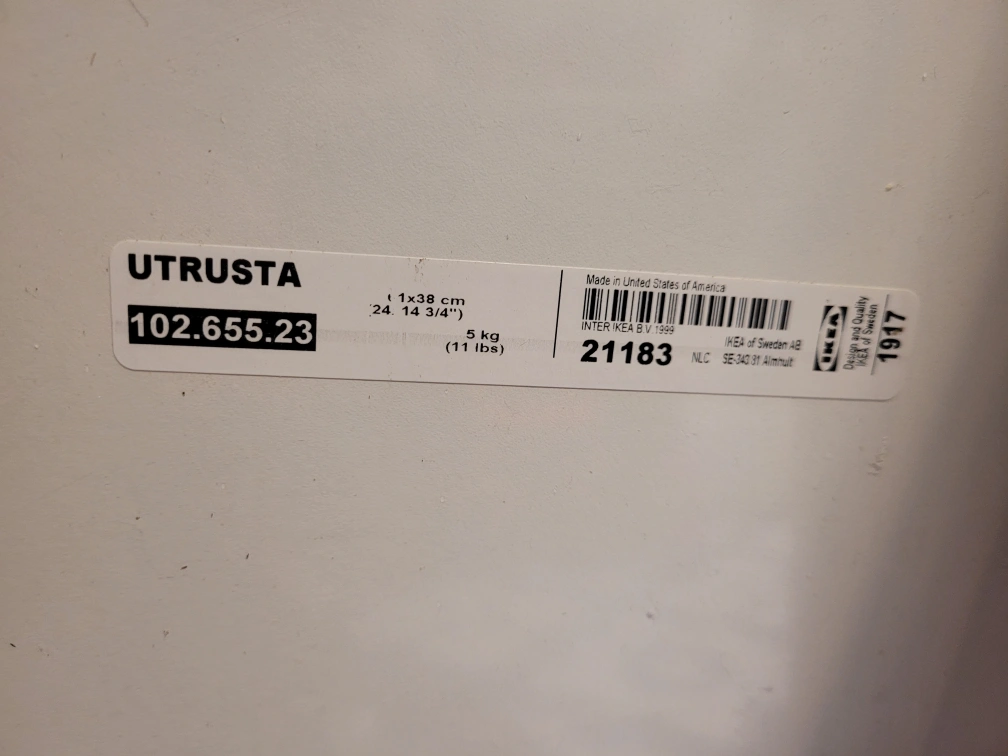 UTRUSTA
102.655.23
1x38 cm
24. 14 3/4")
5 kg
(11 lbs)
Made in United States of America
INTER IKEA B.V. 1999
21183
NLC
IKEA of Sweden AB
SE-343 81 Älmhult
IKEA
Design and Quality
IKEA of Sweden
1917